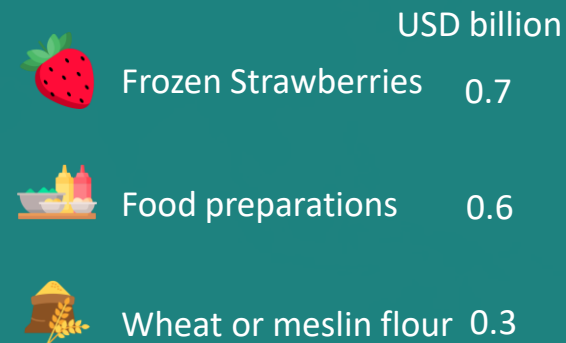 USD billion
Frozen Strawberries 0.7
Food preparations 0.6
Wheat or meslin flour 0.3